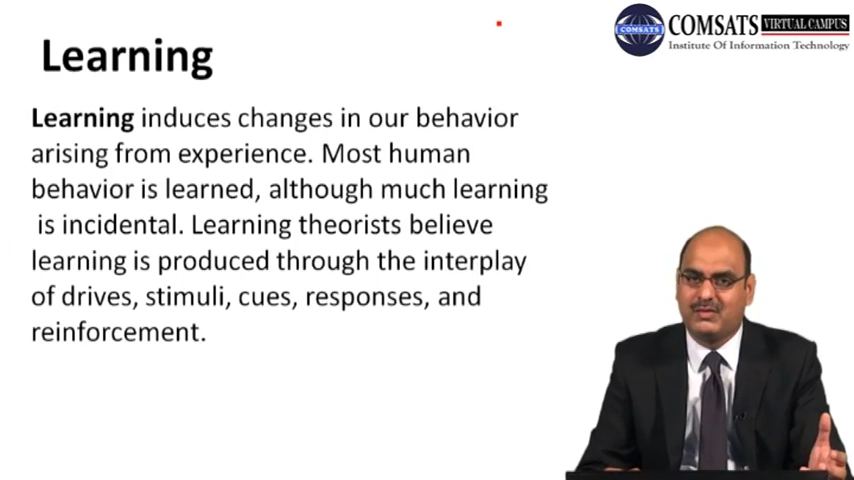 Learning
COMSATS VIRTUAL CAMPUS
COMSATS
Institute Of Information Technology
Learning induces changes in our behavior
arising from experience. Most human
behavior is learned, although much learning
is incidental. Learning theorists believe
learning is produced through the interplay
of drives, stimuli, cues, responses, and
reinforcement.